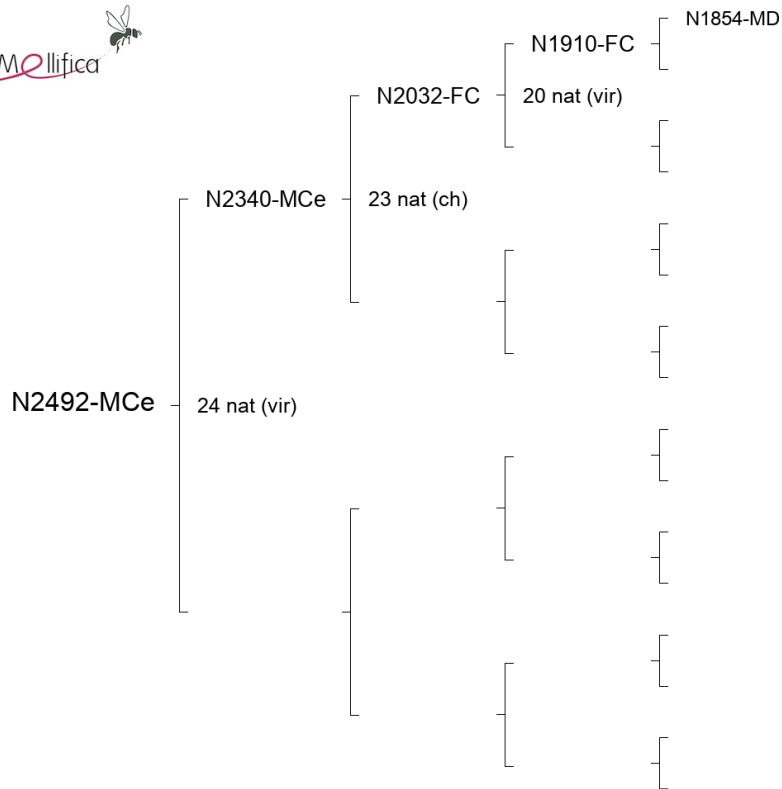 Mellifica
N1854-MD
N1910-FC
N2032-FC
20 nat (vir)
N2340-MCe
23 nat (ch)
N2492-MCe
24 nat (vir)